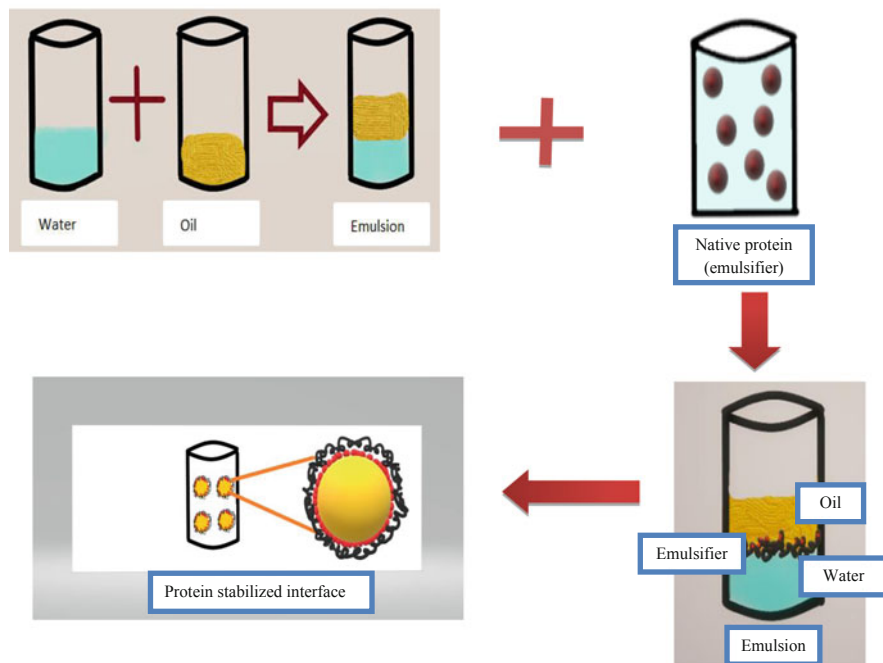 Water
Oil
Emulsion
Native protein
(emulsifier)
Oil
Emulsifier
Water
Emulsion
Protein stabilized interface